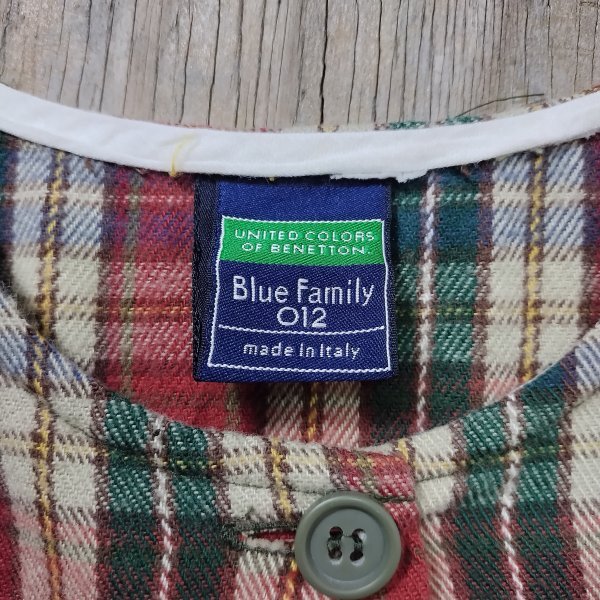 UNITED COLORS
OF BENETTON.
Blue Family
012
made in Italy